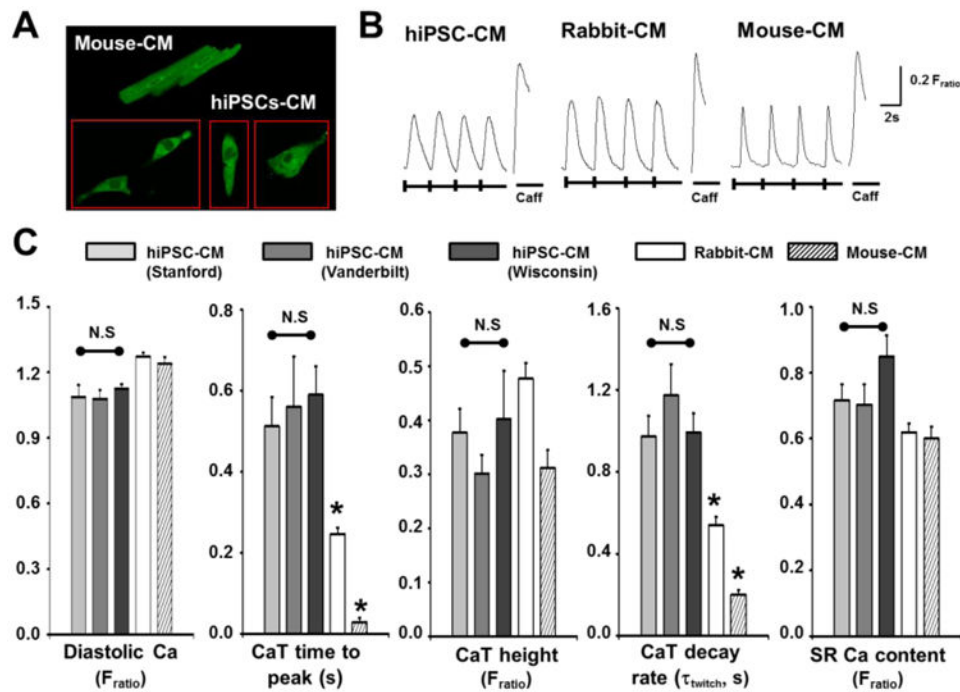 A
Mouse-CM
hiPSCs-CM
B
hiPSC-CM Rabbit-CM Mouse-CM
0.2 Fratio
2s
Caff Caff Caff
C
hiPSC-CM (Stanford)
hiPSC-CM (Vanderbilt)
hiPSC-CM (Wisconsin)
Rabbit-CM
Mouse-CM
1.5
1.2
0.9
0.6
0.3
0.0
N.S
Diastolic Ca
(Fratio)
0.8
0.6
0.4
0.2
0.0
N.S
*
*
CaT time to
peak (s)
0.6
0.5
0.4
0.3
0.2
0.1
0.0
N.S
CaT height
(Fratio)
1.6
1.2
0.8
0.4
0.0
N.S
*
*
CaT decay
rate (τtwitch, s)
1.0
0.8
0.6
0.4
0.2
0.0
N.S
SR Ca content
(Fratio)